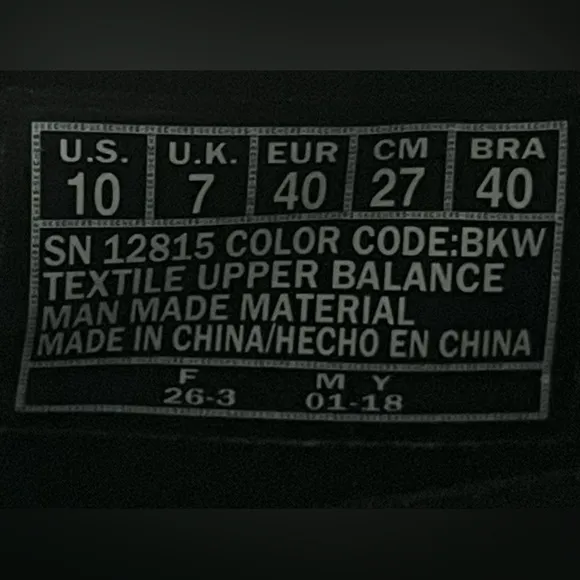 U.S. U.K. EUR CM BRA
10 7 40 27 40
SN 12815 COLOR CODE:BKW
TEXTILE UPPER BALANCE
MAN MADE MATERIAL
MADE IN CHINA/HECHO EN CHINA
F M Y
26-3 01-18